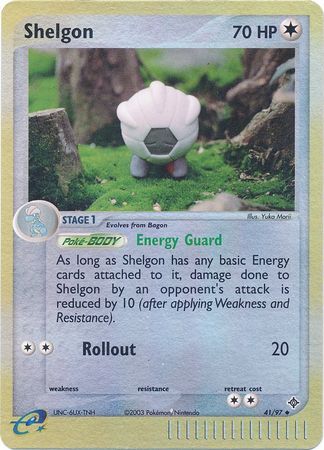 Shelgon 70 HP
Illus. Yuka Morii
STAGE 1 Evolves from Bagon
Poké-BODY Energy Guard
As long as Shelgon has any basic Energy
cards attached to it, damage done to
Shelgon by an opponent's attack is
reduced by 10 (after applying Weakness and
Resistance).
Rollout 20
weakness resistance retreat cost
e UNC 6UX-TNH ©2003 Pokémon/Nintendo 41/97